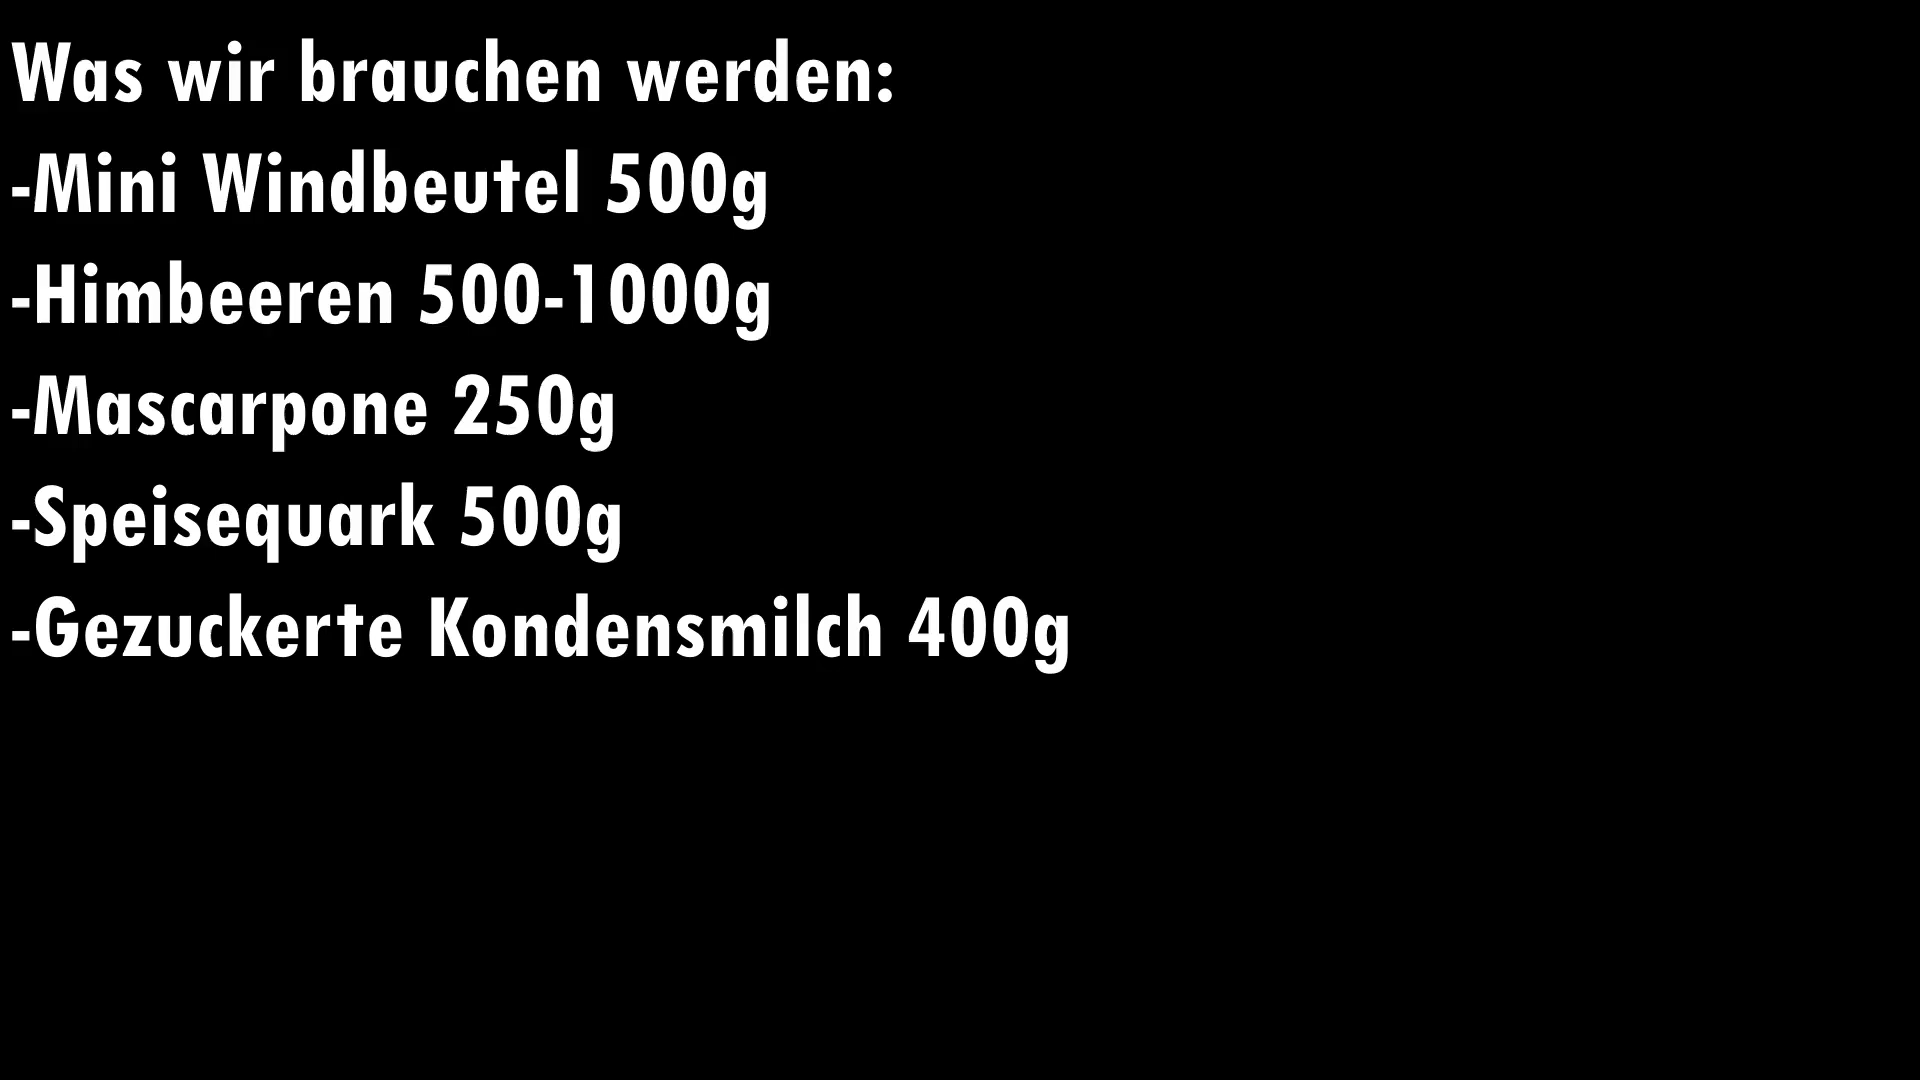 Was wir brauchen werden:
-Mini Windbeutel 500g
-Himbeeren 500-1000g
-Mascarpone 250g
-Speisequark 500g
-Gezuckerte Kondensmilch 400g